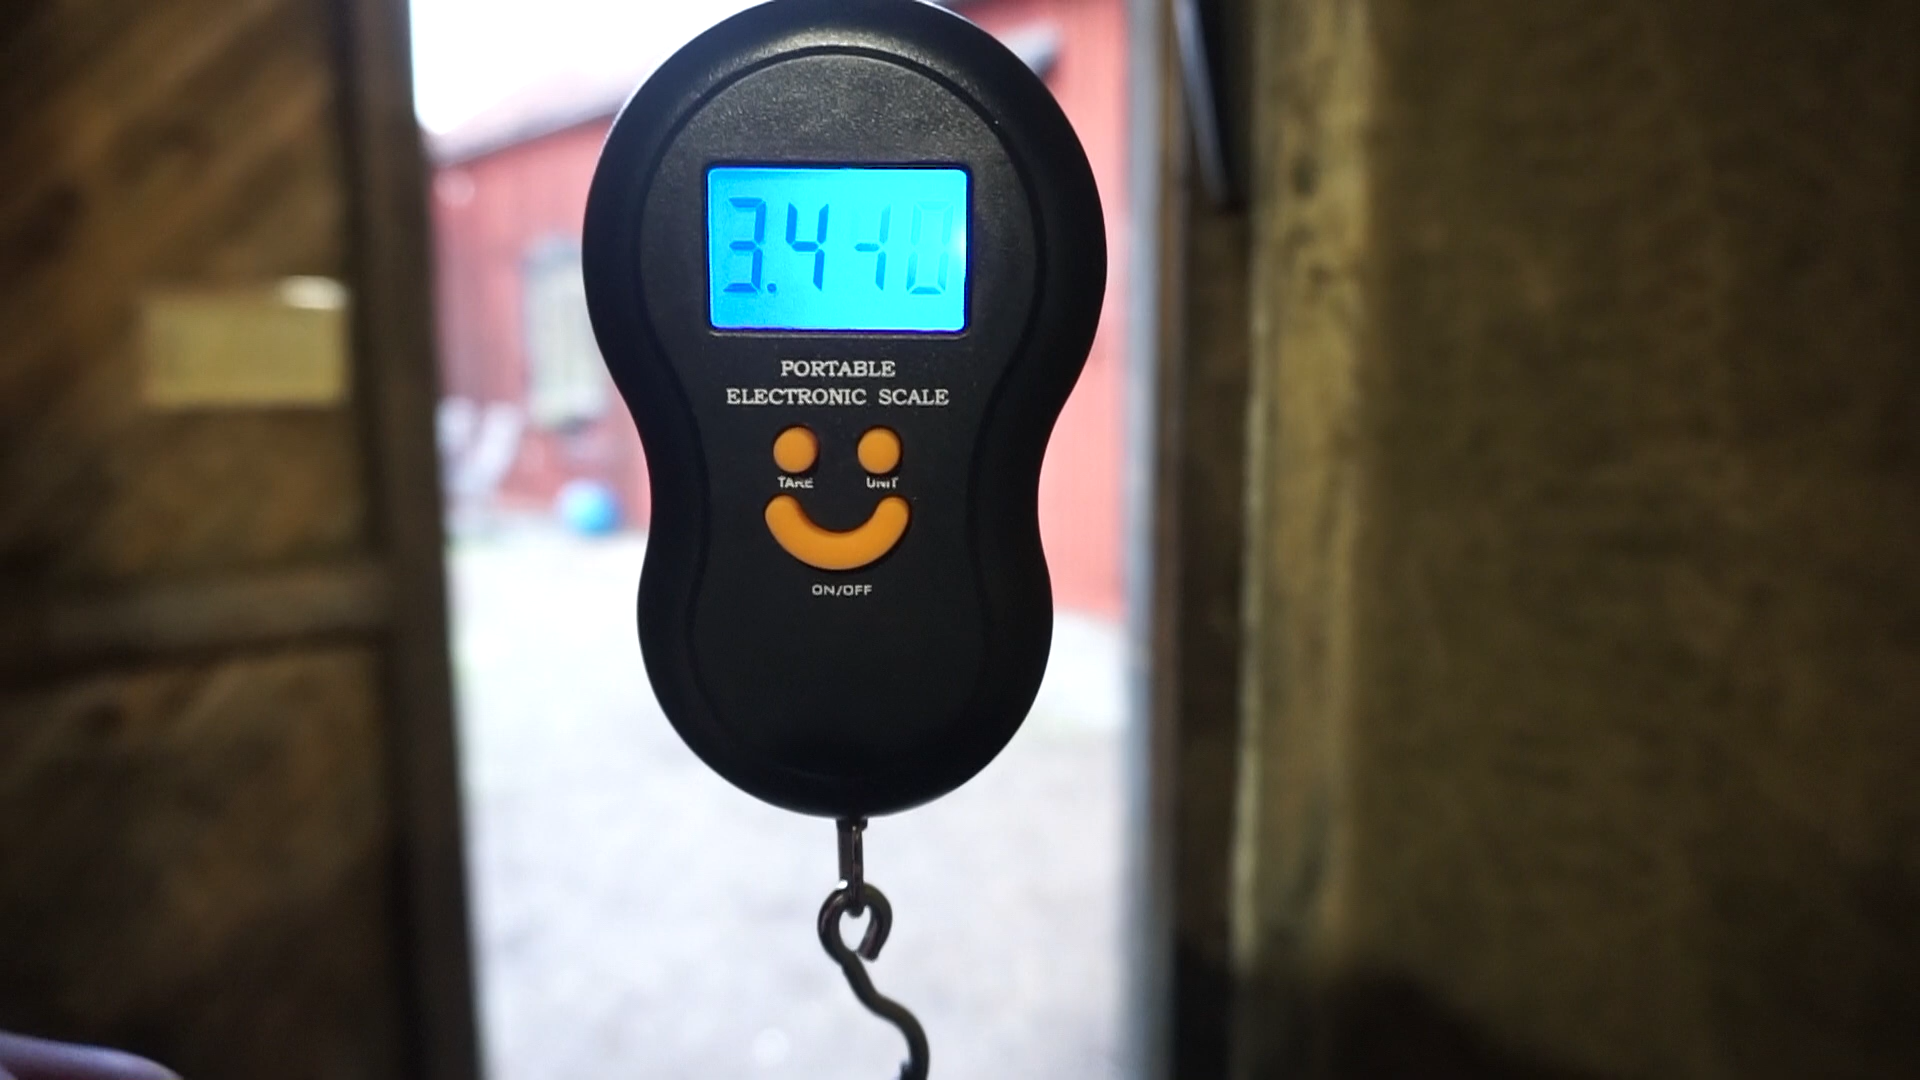 3.410
PORTABLE
ELECTRONIC SCALE
TARE UNIT
ON/OFF